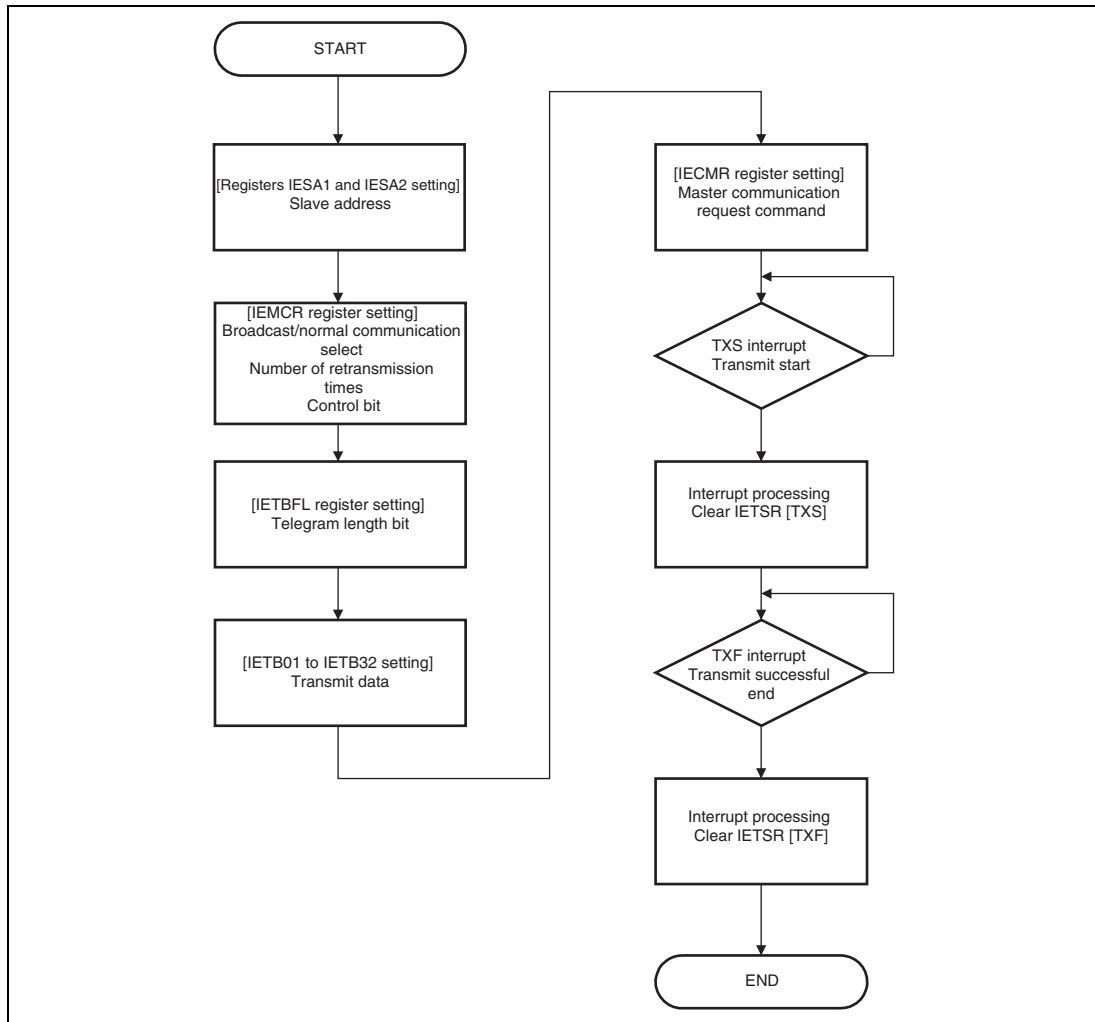 START
[Registers IESA1 and IESA2 setting]
Slave address
[IEMCR register setting]
Broadcast/normal communication
select
Number of retransmission
times
Control bit
[IETBFL register setting]
Telegram length bit
[IETB01 to IETB32 setting]
Transmit data
[IECMR register setting]
Master communication
request command
TXS interrupt
Transmit start
Interrupt processing
Clear IETSR [TXS]
TXF interrupt
Transmit successful
end
Interrupt processing
Clear IETSR [TXF]
END